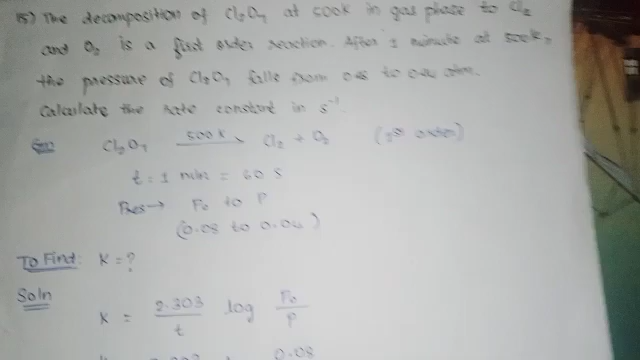 15) The decomposition of Cl₂O₇ at 500K in gas phase to Cl₂
and O₂ is a first order reaction. After 1 minute at 500K,
the pressure of Cl₂O₇ falls from 0.08 to 0.04 atm.
Calculate the rate constant in s⁻¹.
Cl₂O₇ 500 K → Cl₂ + O₂ (1st order)
t = 1 min = 60 S
Pres → P₀ to P
(0.08 to 0.04)
To Find: K = ?
Soln
K = 2.303/t log P₀/P
0.08